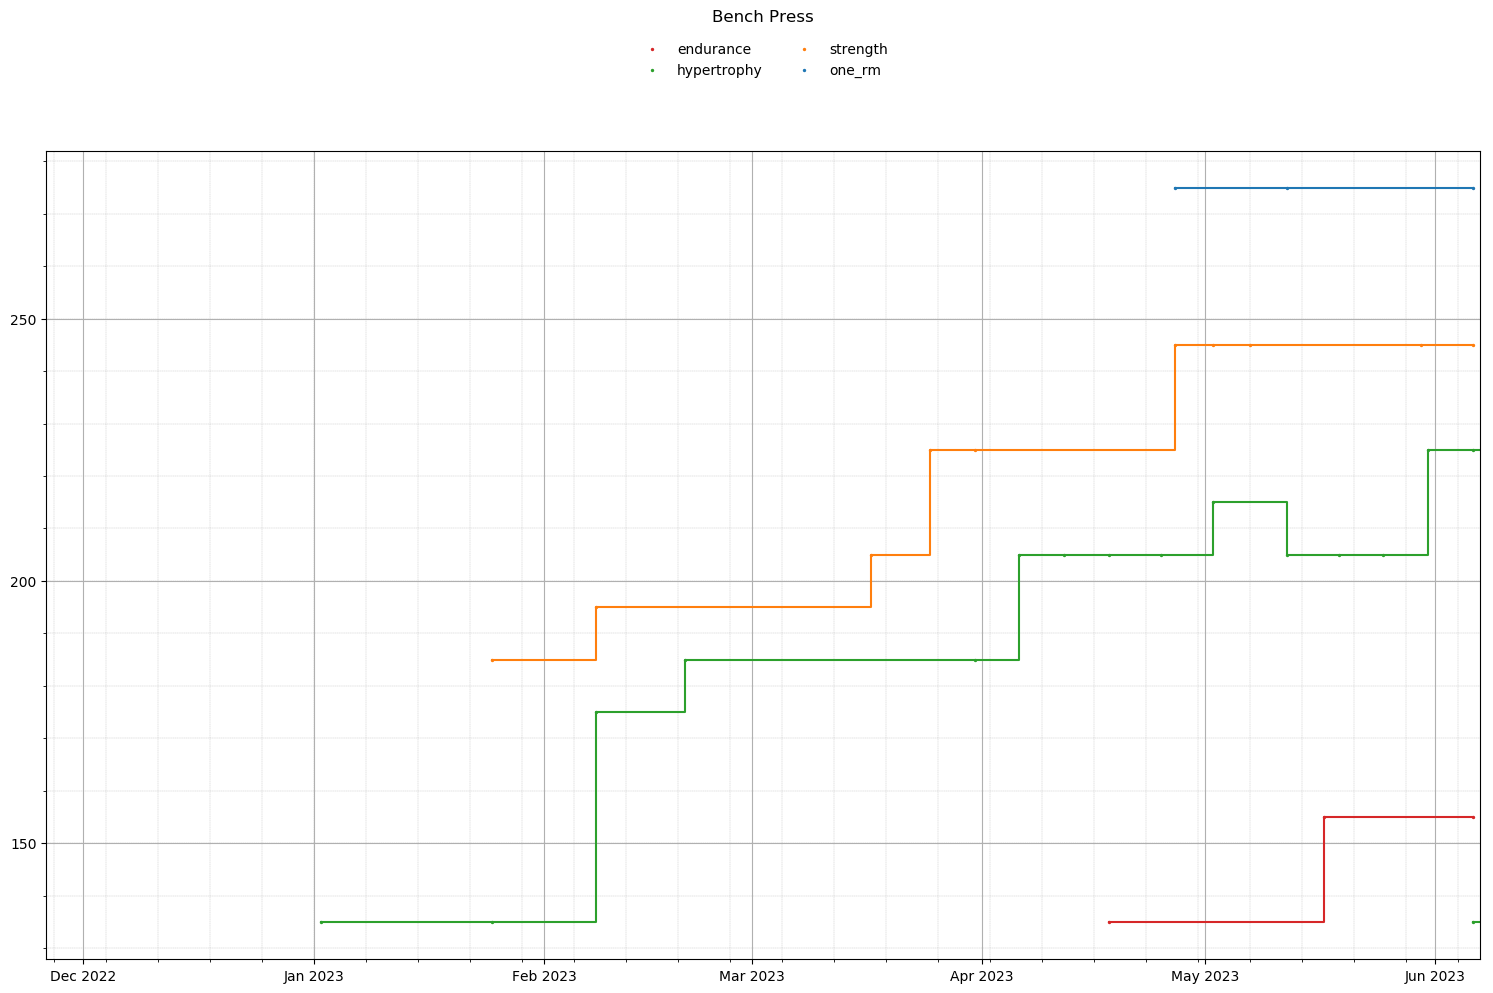 Bench Press
endurance strength
hypertrophy one_rm
250
200
150
Dec 2022 Jan 2023 Feb 2023 Mar 2023 Apr 2023 May 2023 Jun 2023